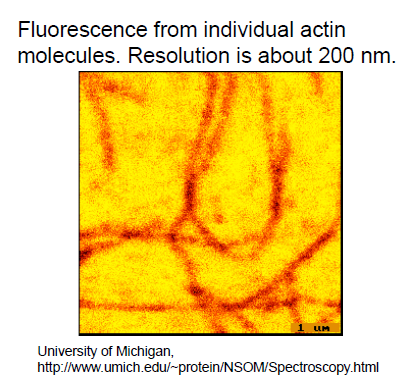 Fluorescence from individual actin
molecules. Resolution is about 200 nm.
1 um
University of Michigan,
http://www.umich.edu/~protein/NSOM/Spectroscopy.html